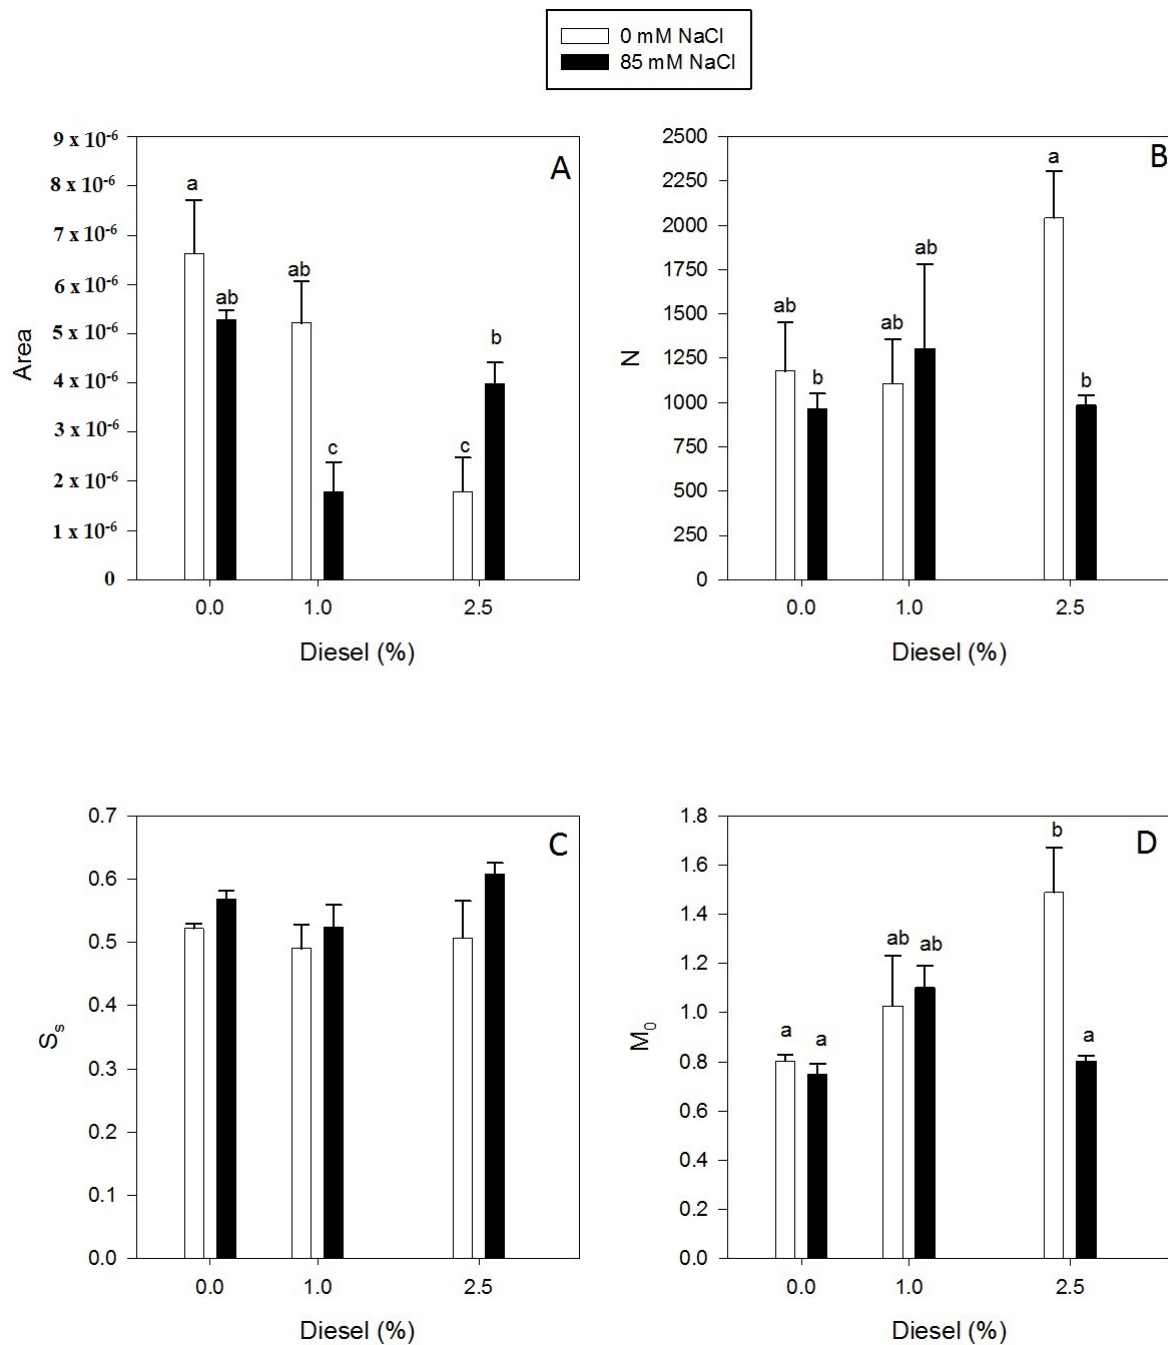 0 mM NaCl
85 mM NaCl
A
9 x 10⁻⁶
8 x 10⁻⁶
7 x 10⁻⁶
6 x 10⁻⁶
5 x 10⁻⁶
4 x 10⁻⁶
3 x 10⁻⁶
2 x 10⁻⁶
1 x 10⁻⁶
0
Area
a
ab
ab
c
c
b
0.0 1.0 2.5
Diesel (%)
B
2500
2250
2000
1750
1500
1250
1000
750
500
250
0
N
ab
b
ab
ab
a
b
0.0 1.0 2.5
Diesel (%)
C
0.7
0.6
0.5
0.4
0.3
0.2
0.1
0.0
Sₛ
0.0 1.0 2.5
Diesel (%)
D
1.8
1.6
1.4
1.2
1.0
0.8
0.6
0.4
0.2
0.0
M₀
a
a
ab
ab
b
a
0.0 1.0 2.5
Diesel (%)